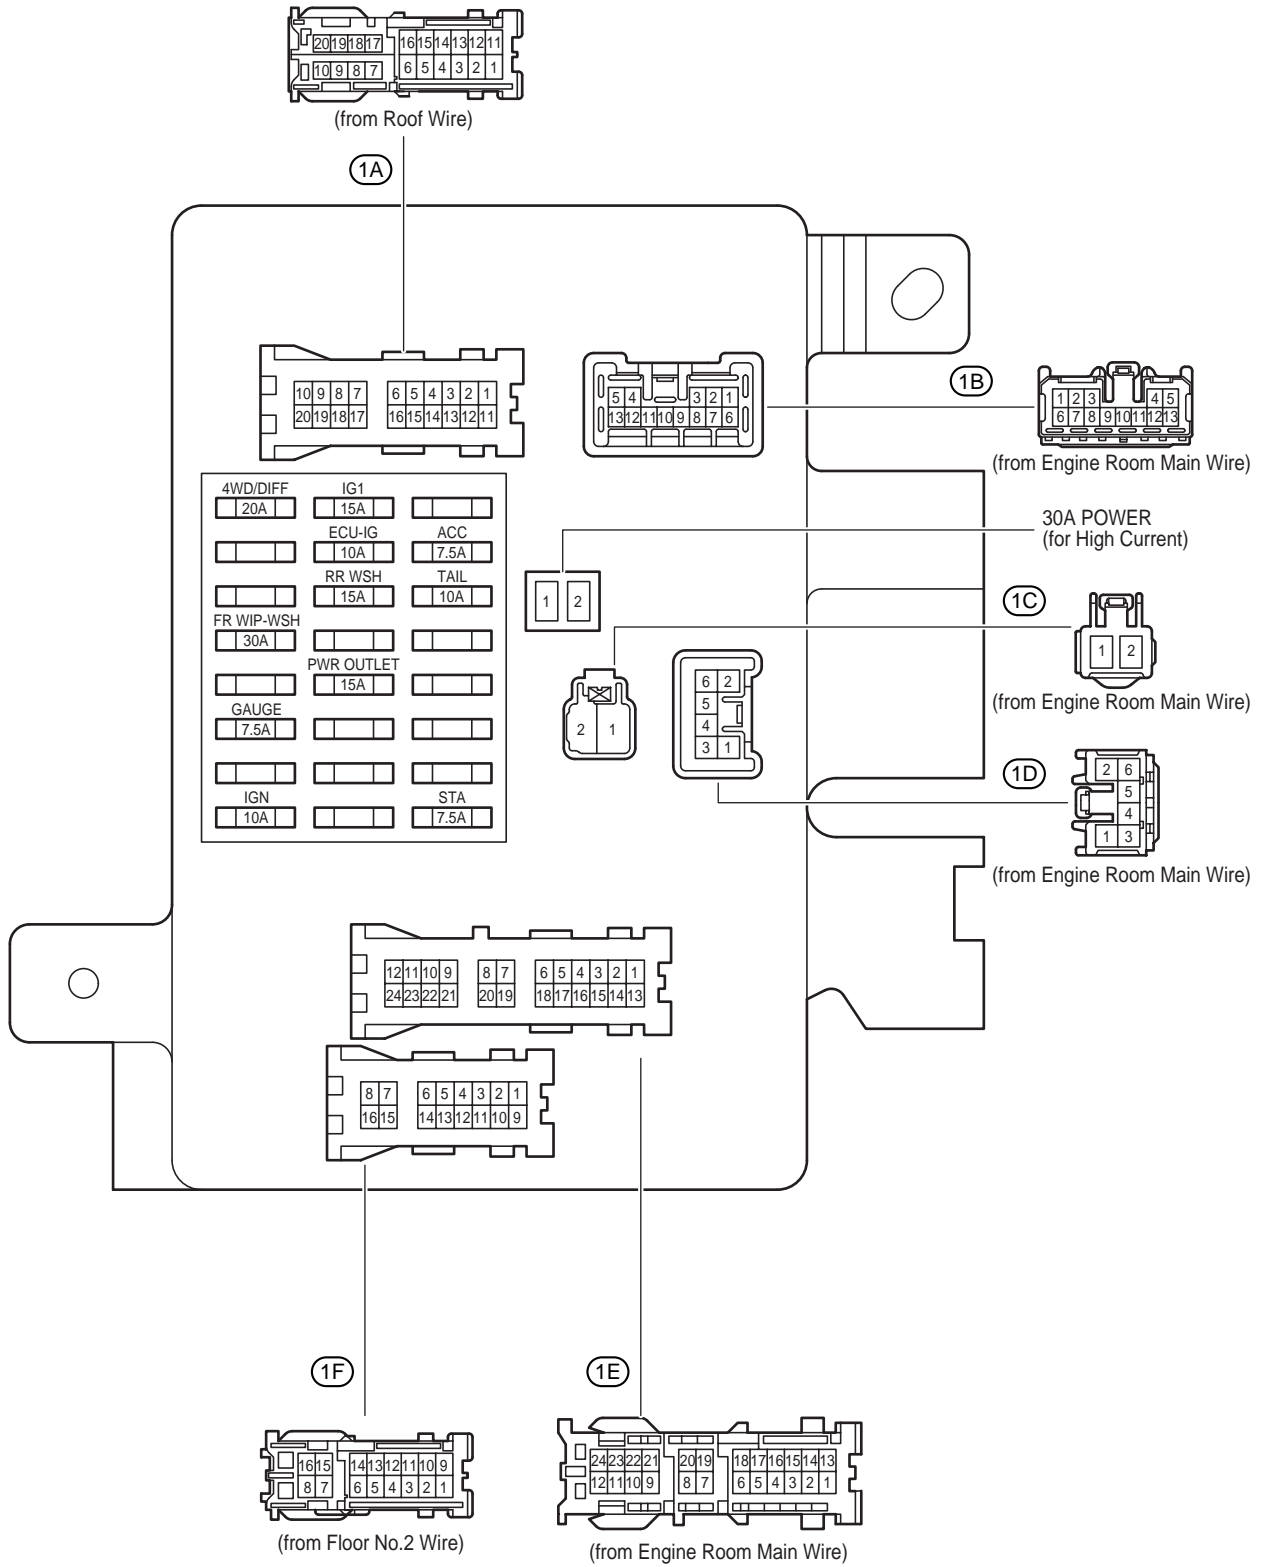 20 19 18 17 16 15 14 13 12 11
10 9 8 7 6 5 4 3 2 1
(from Roof Wire)
1A
10 9 8 7 6 5 4 3 2 1
20 19 18 17 16 15 14 13 12 11
5 4 3 2 1
13 12 11 10 9 8 7 6
1B
1 2 3 4 5
6 7 8 9 10 11 12 13
(from Engine Room Main Wire)
4WD/DIFF IG1
20A 15A
ECU-IG ACC
10A 7.5A
RR WSH TAIL
15A 10A
FR WIP-WSH
30A
PWR OUTLET
15A
GAUGE
7.5A
IGN STA
10A 7.5A
30A POWER
(for High Current)
1 2
1C
1 2
(from Engine Room Main Wire)
2 1
6 2
5
4
3 1
1D
2 6
5
4
1 3
(from Engine Room Main Wire)
12 11 10 9 8 7 6 5 4 3 2 1
24 23 22 21 20 19 18 17 16 15 14 13
8 7 6 5 4 3 2 1
16 15 14 13 12 11 10 9
1F
16 15 14 13 12 11 10 9
8 7 6 5 4 3 2 1
(from Floor No.2 Wire)
1E
24 23 22 21 20 19 18 17 16 15 14 13
12 11 10 9 8 7 6 5 4 3 2 1
(from Engine Room Main Wire)